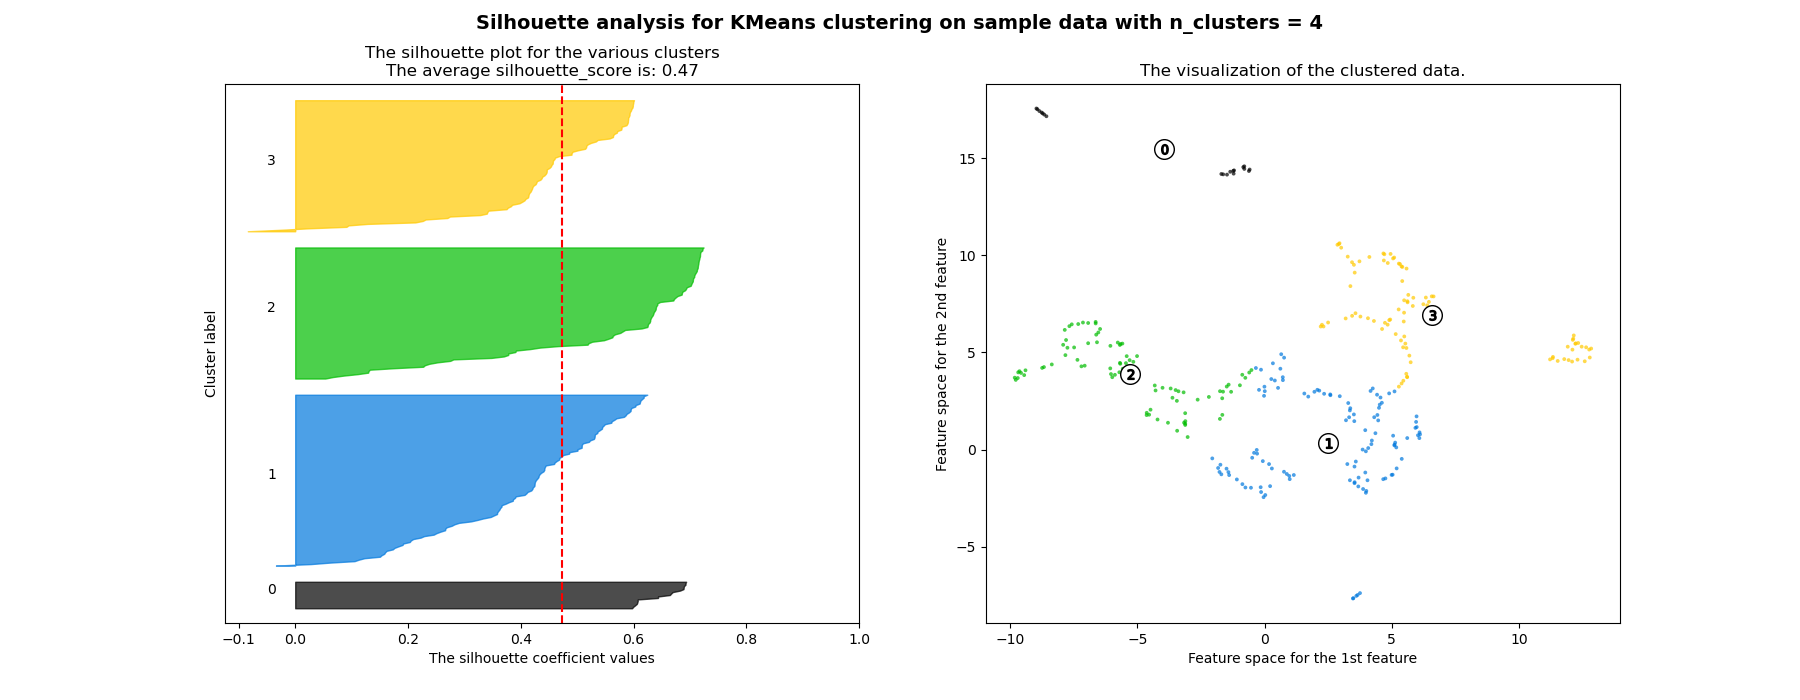 Silhouette analysis for KMeans clustering on sample data with n_clusters = 4
The silhouette plot for the various clusters
The average silhouette_score is: 0.47
3
2
1
0
Cluster label
−0.1 0.0 0.2 0.4 0.6 0.8 1.0
The silhouette coefficient values
The visualization of the clustered data.
15
10
5
0
−5
Feature space for the 2nd feature
0
3
2
1
−10 −5 0 5 10
Feature space for the 1st feature